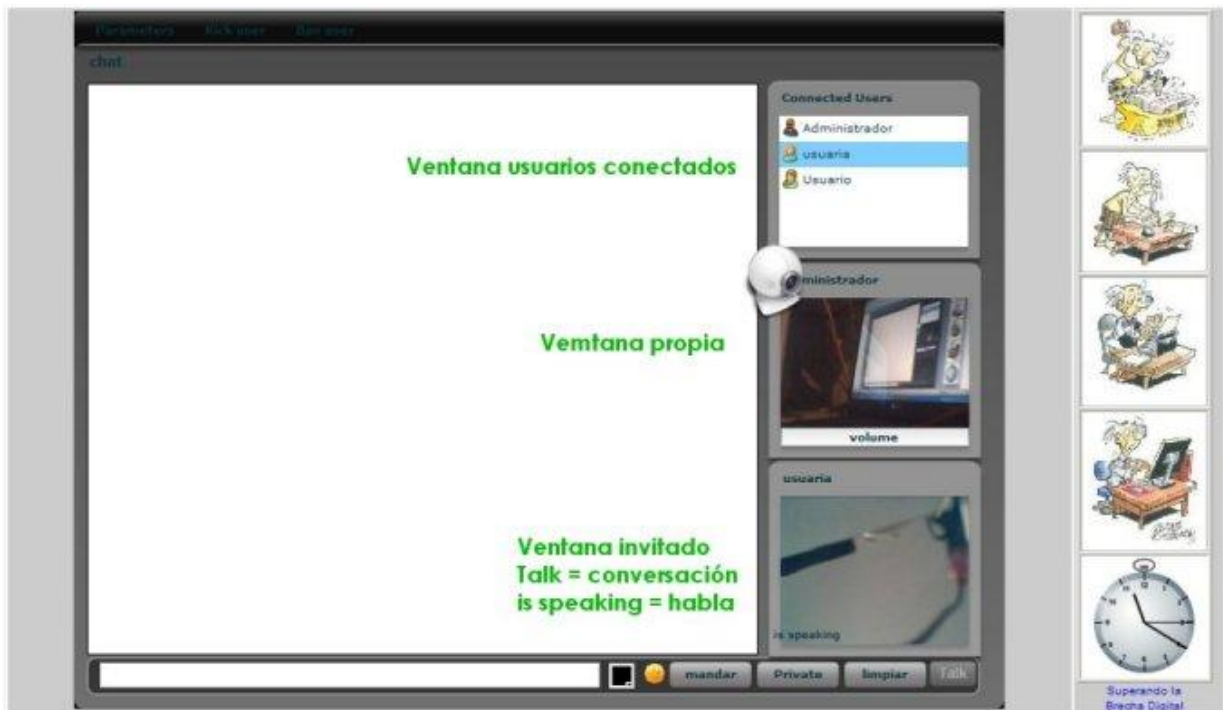 Parameters Kick user Ban user
chat
Connected Users
Administrador
usuaria
Usuario
Ventana usuarios conectados
ministrador
Vemtana propia
volume
usuaria
Ventana invitado
Talk = conversación
is speaking = habla
is speaking
mandar Private limpiar Talk
Superando la
Brecha Digital